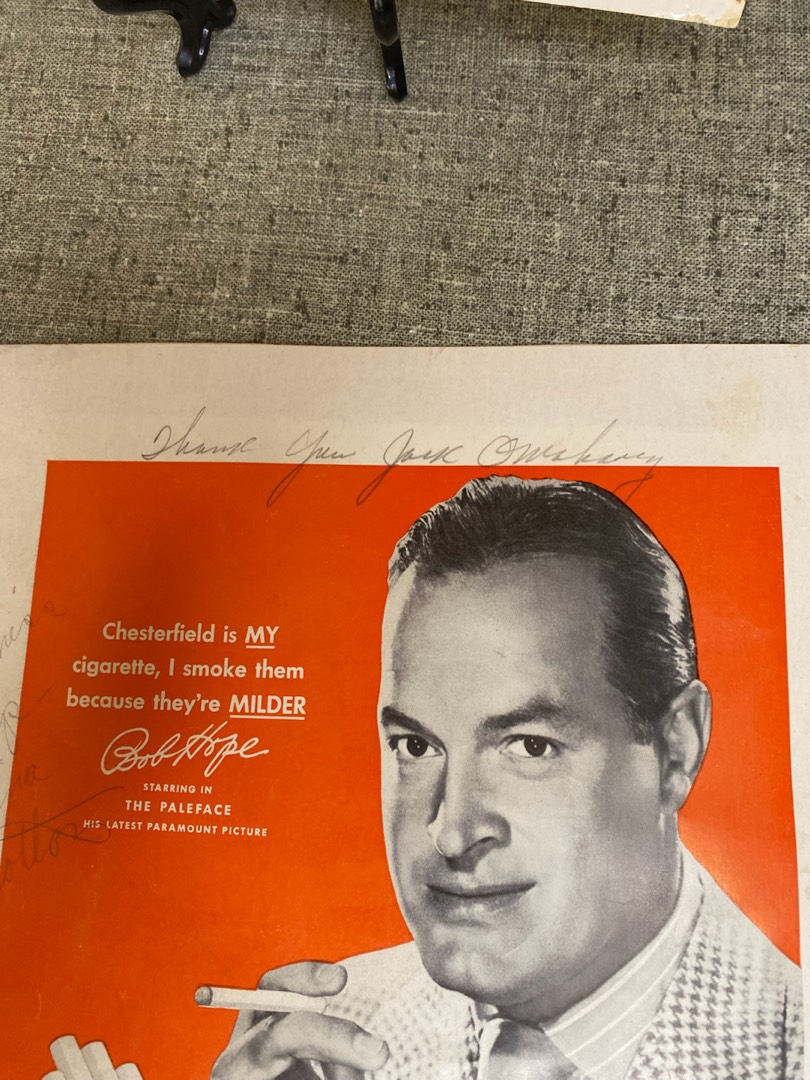 Thank You Jack
Chesterfield is MY
cigarette, I smoke them
because they're MILDER
Bob Hope
STARRING IN
THE PALEFACE
HIS LATEST PARAMOUNT PICTURE